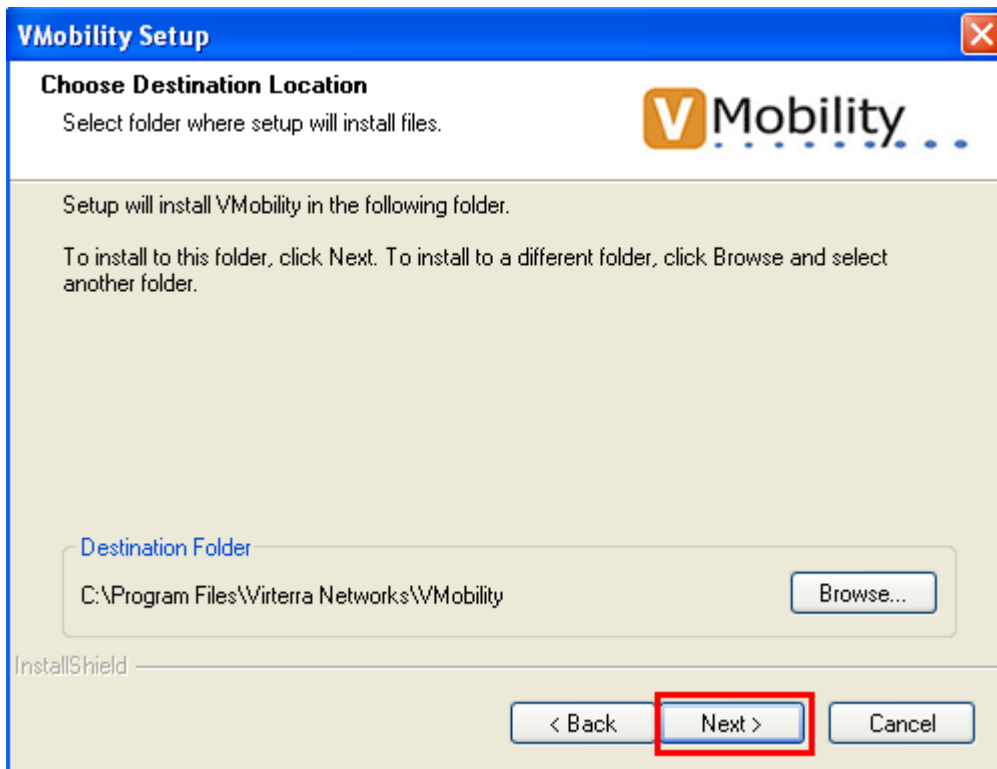 VMobility Setup
Choose Destination Location
Select folder where setup will install files.
V Mobility
Setup will install VMobility in the following folder.
To install to this folder, click Next. To install to a different folder, click Browse and select
another folder.
Destination Folder
C:\Program Files\Virterra Networks\VMobility
Browse...
InstallShield
< Back
Next >
Cancel